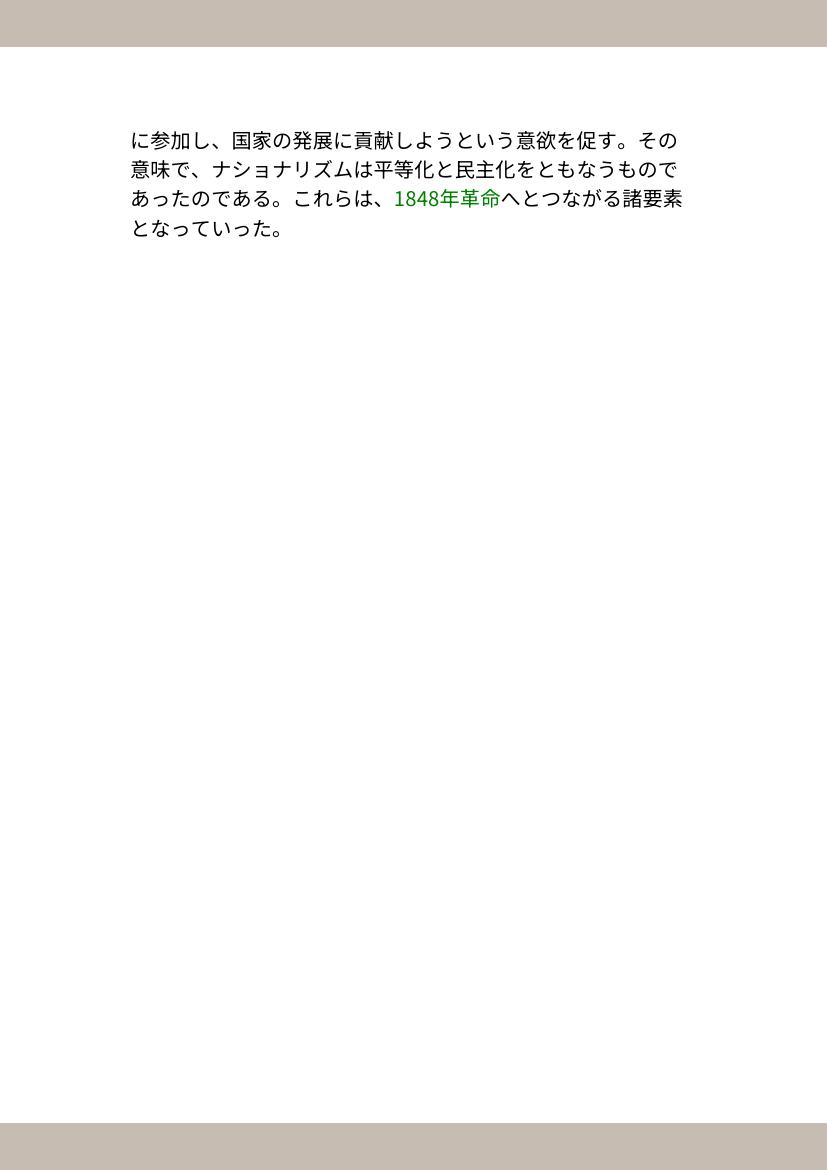 に参加し、国家の発展に貢献しようという意欲を促す。その
意味で、ナショナリズムは平等化と民主化をともなうもので
あったのである。これらは、1848年革命へとつながる諸要素
となっていった。